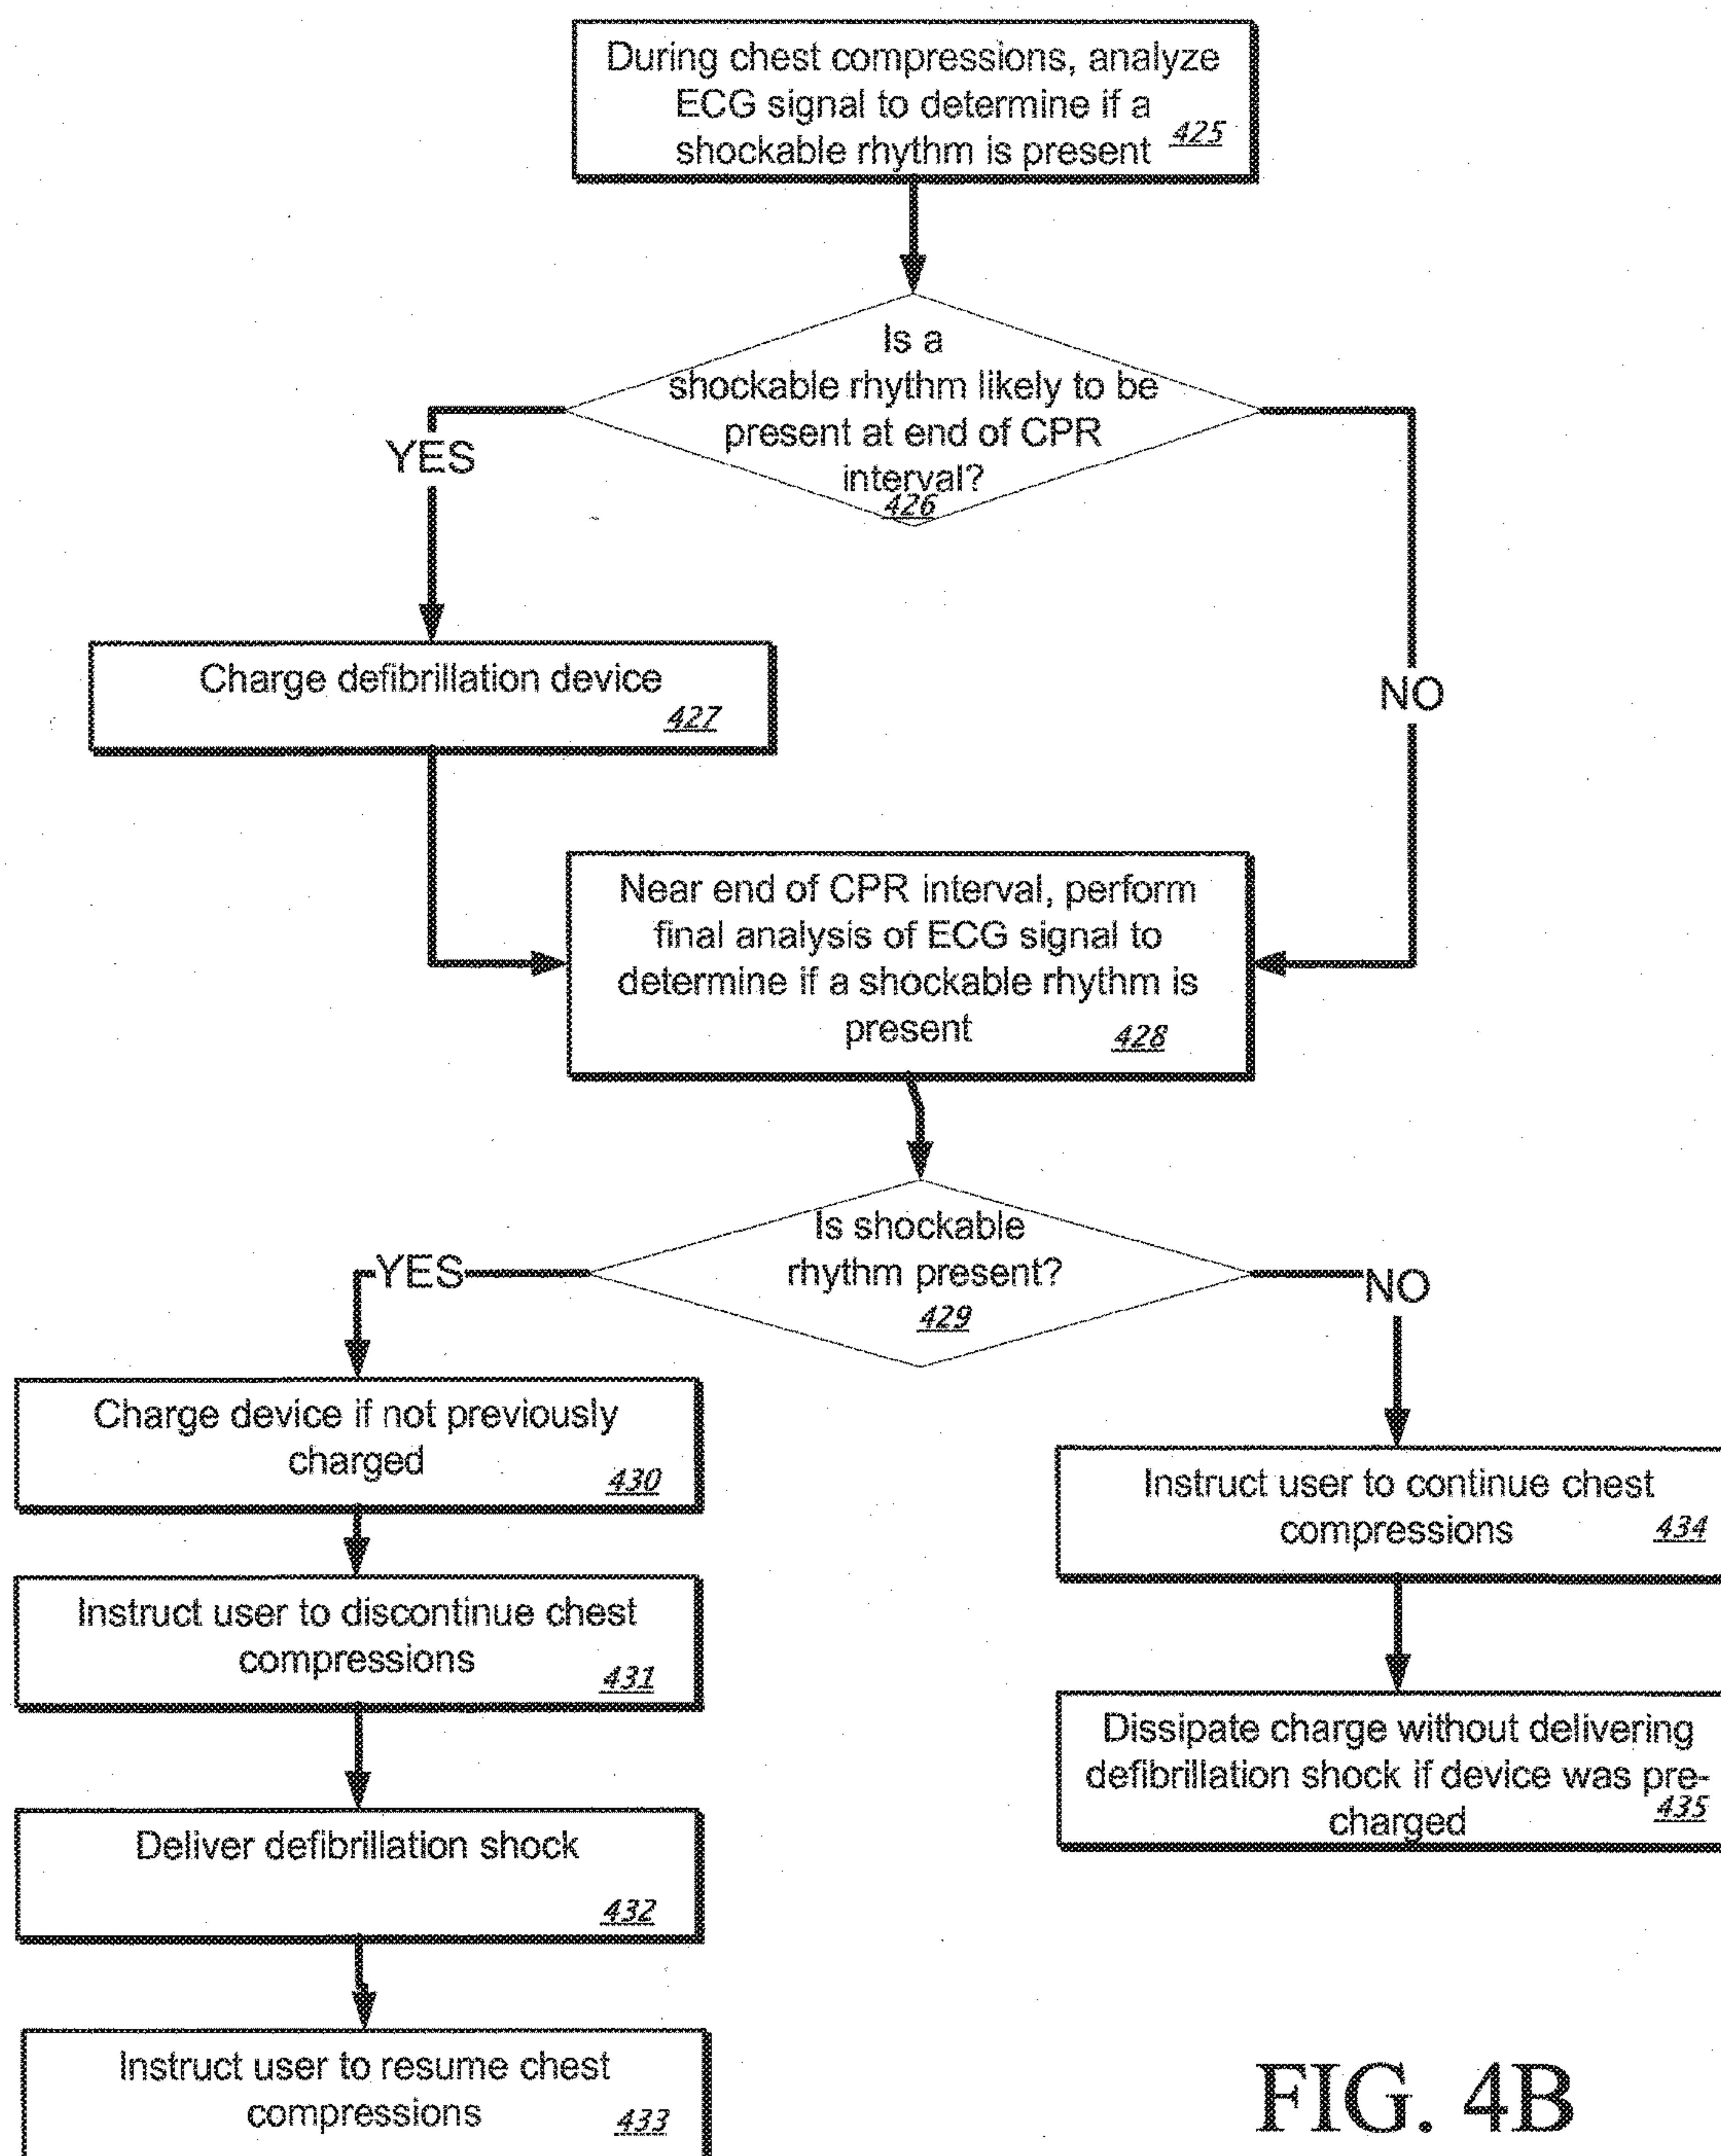 During chest compressions, analyze
ECG signal to determine if a
shockable rhythm is present
425
Is a
shockable rhythm likely to be
present at end of CPR
interval?
426
YES
NO
Charge defibrillation device
427
Near end of CPR interval, perform
final analysis of ECG signal to
determine if a shockable rhythm is
present
428
Is shockable
rhythm present?
429
YES
NO
Charge device if not previously
charged
430
Instruct user to discontinue chest
compressions
431
Deliver defibrillation shock
432
Instruct user to resume chest
compressions
433
Instruct user to continue chest
compressions
434
Dissipate charge without delivering
defibrillation shock if device was pre-
charged
435
FIG. 4B